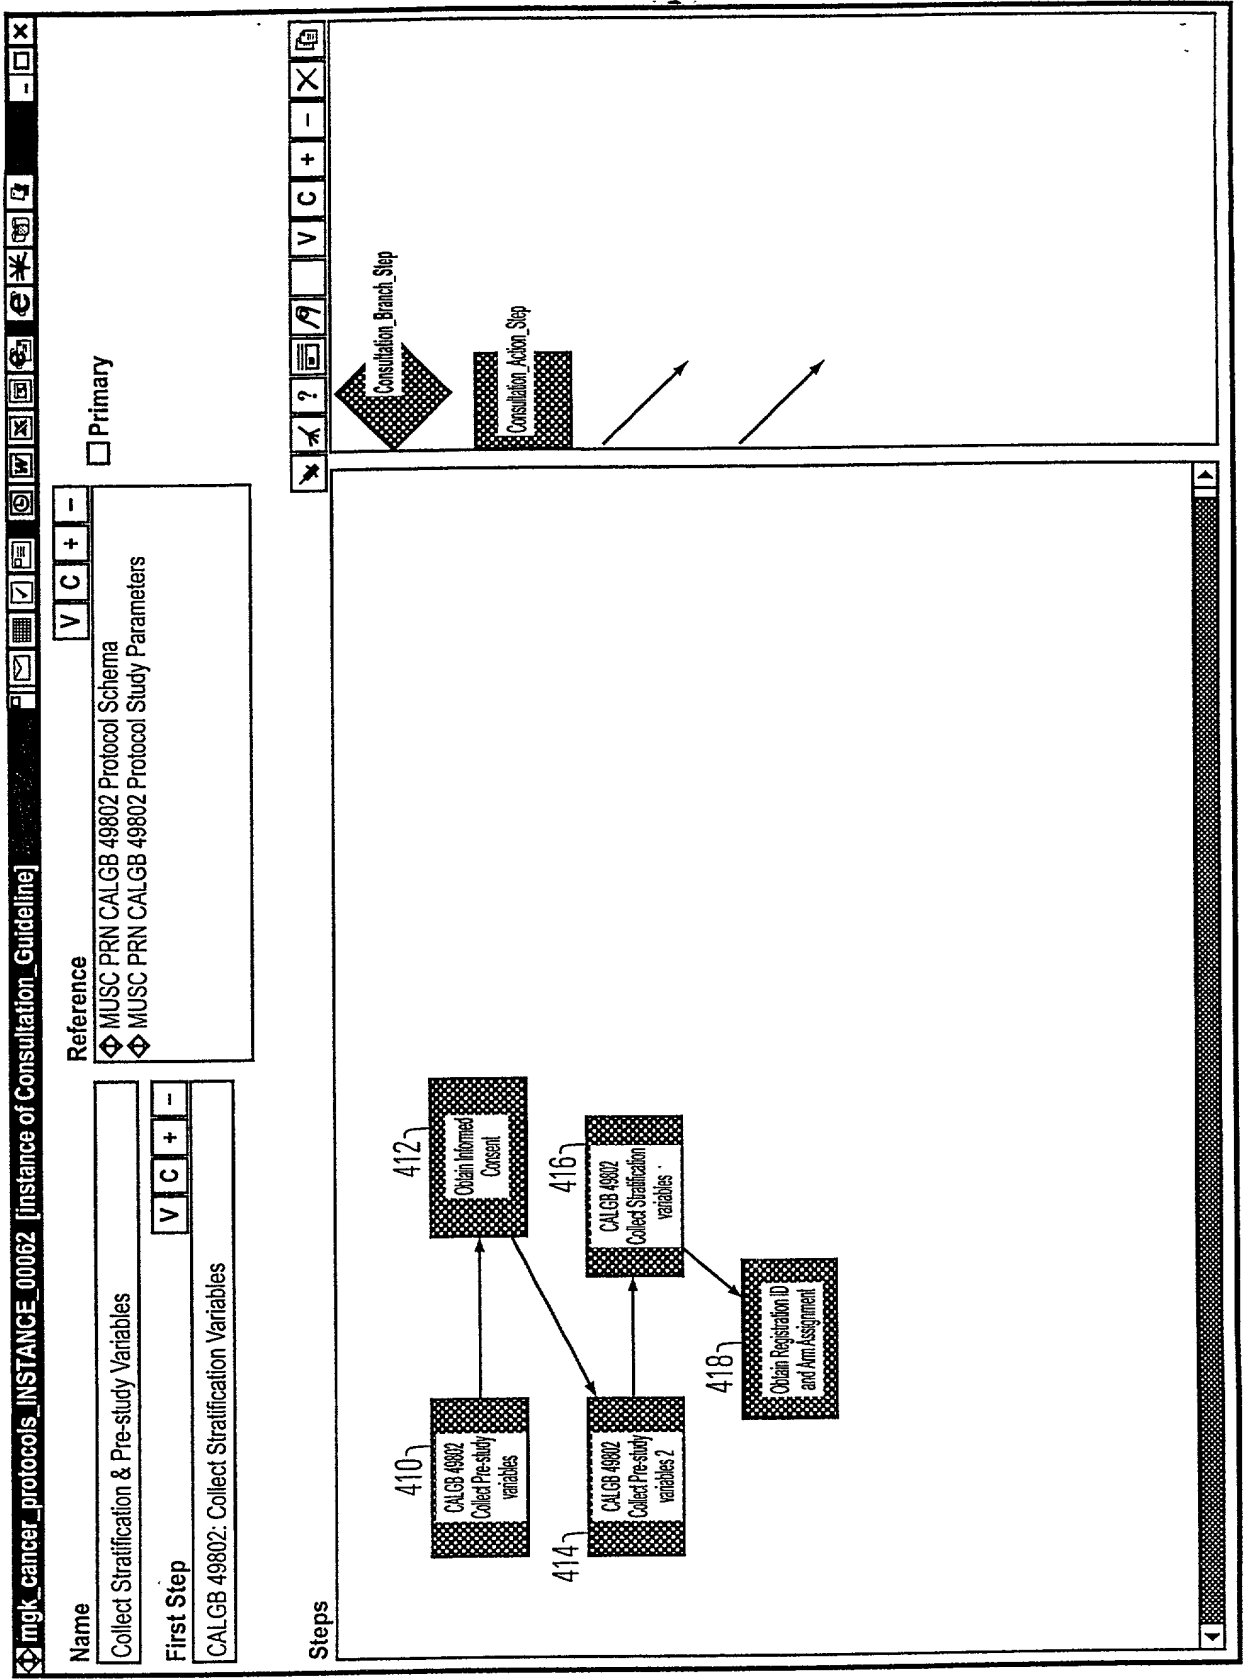 mgk_cancer_protocols_INSTANCE_00062 [instance of Consultation_Guideline]
Name
Collect Stratification & Pre-study Variables
First Step
V C + -
CALGB 49802: Collect Stratification Variables
Reference
V C + -
MUSC PRN CALGB 49802 Protocol Schema
MUSC PRN CALGB 49802 Protocol Study Parameters
Primary
Steps
? V C + -
410
CALGB 49802
Collect Pre-study
variables
412
Obtain Informed
Consent
414
CALGB 49802
Collect Pre-study
variables 2
416
CALGB 49802
Collect Stratification
variables
418
Obtain Registration ID
and Arm Assignment
Consultation_Branch_Step
Consultation_Action_Step